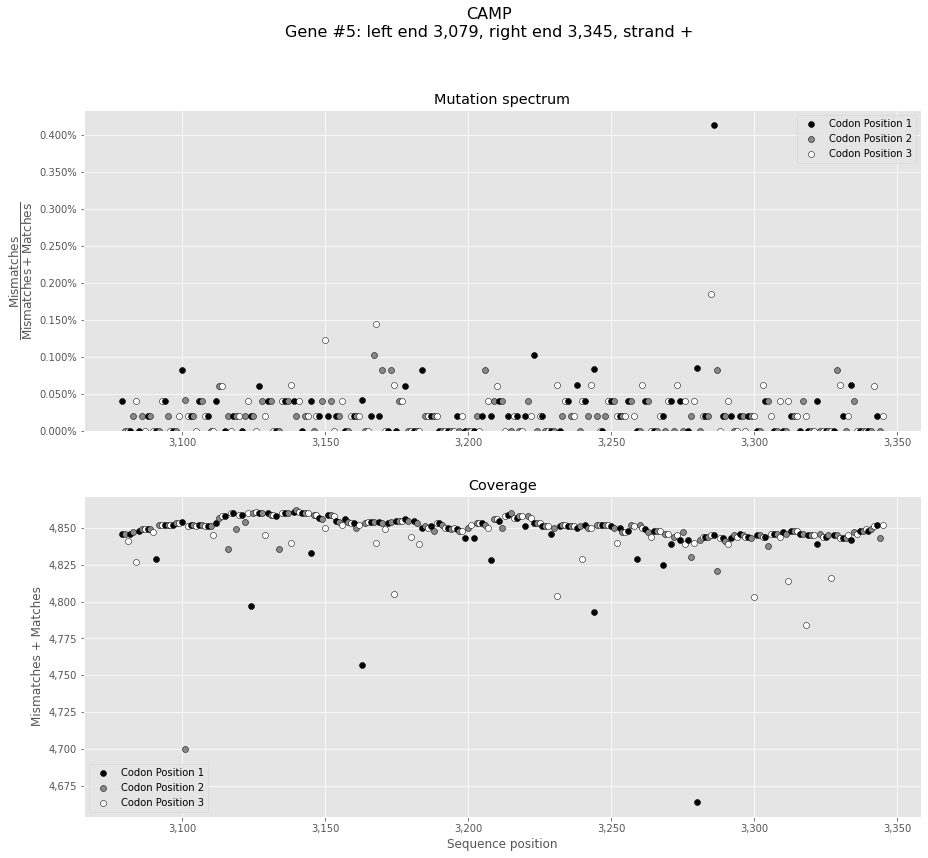 CAMP
Gene #5: left end 3,079, right end 3,345, strand +
Mutation spectrum
0.400%
0.350%
0.300%
0.250%
0.200%
0.150%
0.100%
0.050%
0.000%
Mismatches
Mismatches + Matches
Codon Position 1
Codon Position 2
Codon Position 3
3,100
3,150
3,200
3,250
3,300
3,350
Coverage
4,850
4,825
4,800
4,775
4,750
4,725
4,700
4,675
Mismatches + Matches
Codon Position 1
Codon Position 2
Codon Position 3
3,100
3,150
3,200
3,250
3,300
3,350
Sequence position